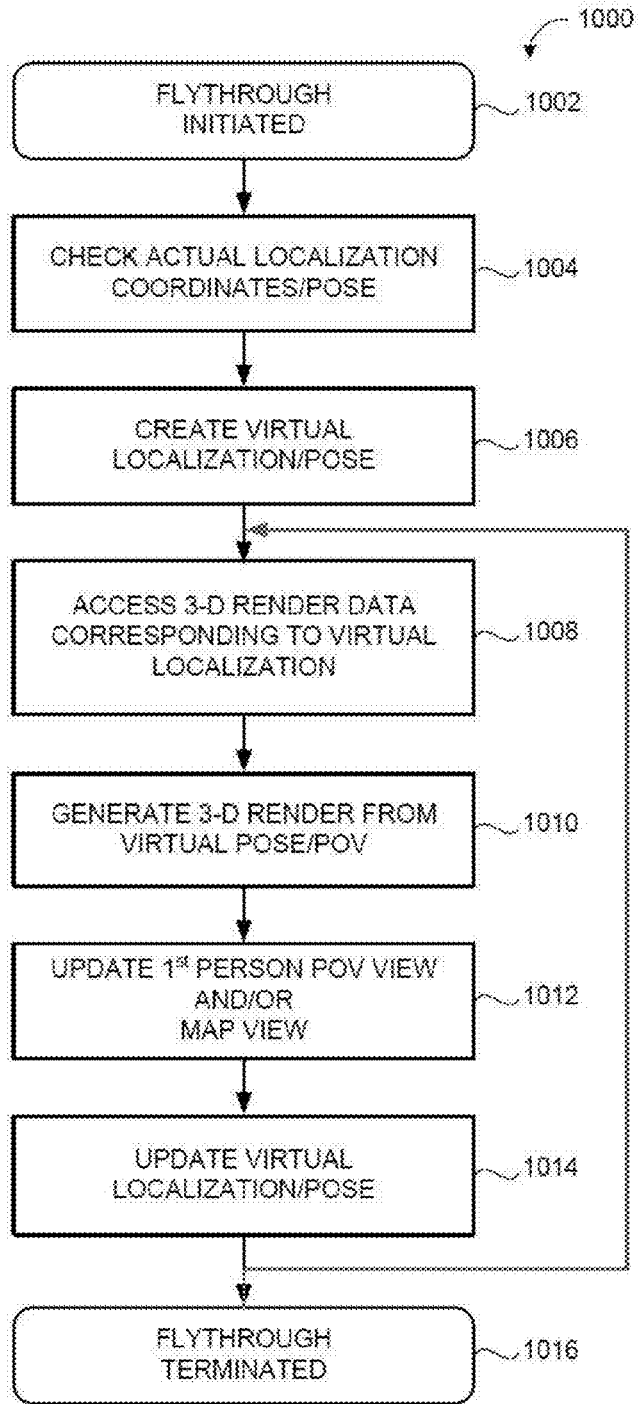 1000
FLYTHROUGH
INITIATED
1002
CHECK ACTUAL LOCALIZATION
COORDINATES/POSE
1004
CREATE VIRTUAL
LOCALIZATION/POSE
1006
ACCESS 3-D RENDER DATA
CORRESPONDING TO VIRTUAL
LOCALIZATION
1008
GENERATE 3-D RENDER FROM
VIRTUAL POSE/POV
1010
UPDATE 1st PERSON POV VIEW
AND/OR
MAP VIEW
1012
UPDATE VIRTUAL
LOCALIZATION/POSE
1014
FLYTHROUGH
TERMINATED
1016